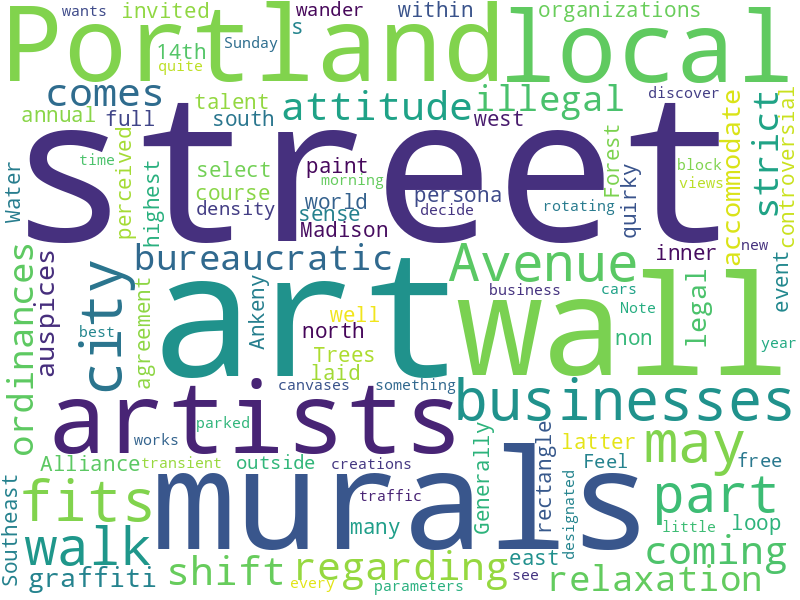 wants invited wander within organizations
Portland local
14th Sunday s
quite
comes talent attitude illegal discover
annual full south west strict
street
time perceived highest select paint Forest block
course morning persona quirky accommodate controversial
Water density world decide rotating views
sense Madison
bureaucratic Avenue inner new
ordinances auspices city art wall legal event
business cars
agreement Ankeny well Note
north non
best Trees year
laid
canvases something businesses
artists parked
works Generally rectangle latter may
Alliance transient outside creations Feel free
fits murals traffic part
many designated little loop
Southeast walk east coming
graffiti shift regarding see relaxation
every parameters